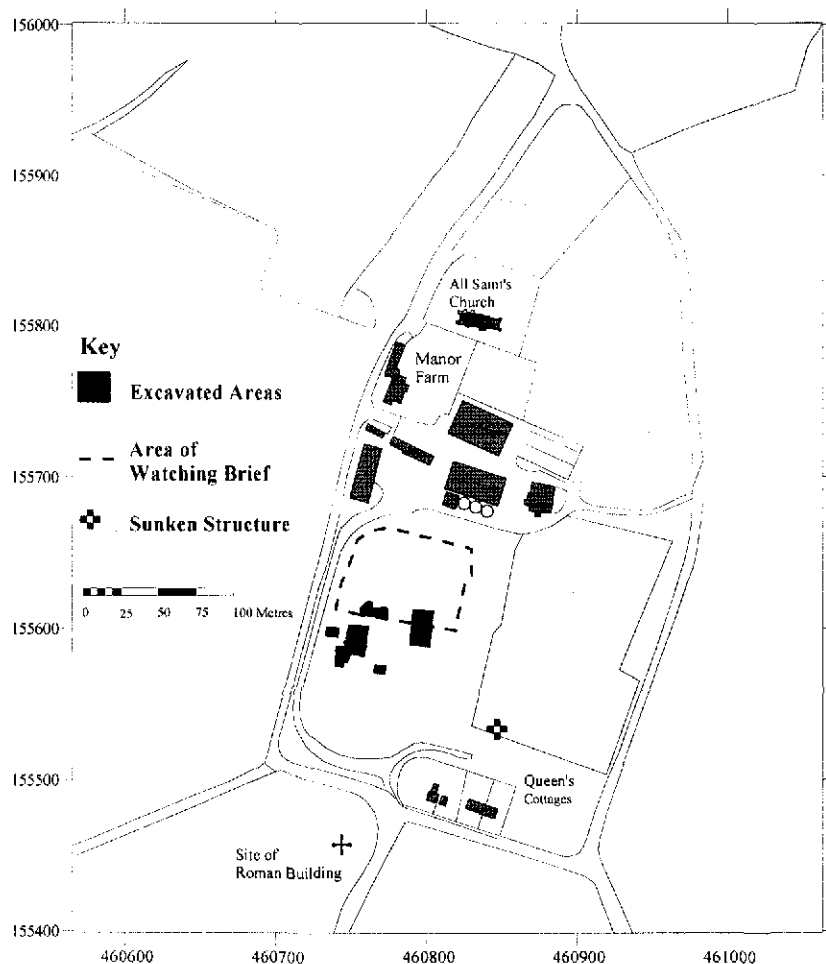 156000
155900
155800
155700
155600
155500
155400
460600
460700
460800
460900
461000
All Saint's
Church
Manor
Farm
Key
Excavated Areas
Area of
Watching Brief
Sunken Structure
0 25 50 75 100 Metres
Queen's
Cottages
Site of
Roman Building